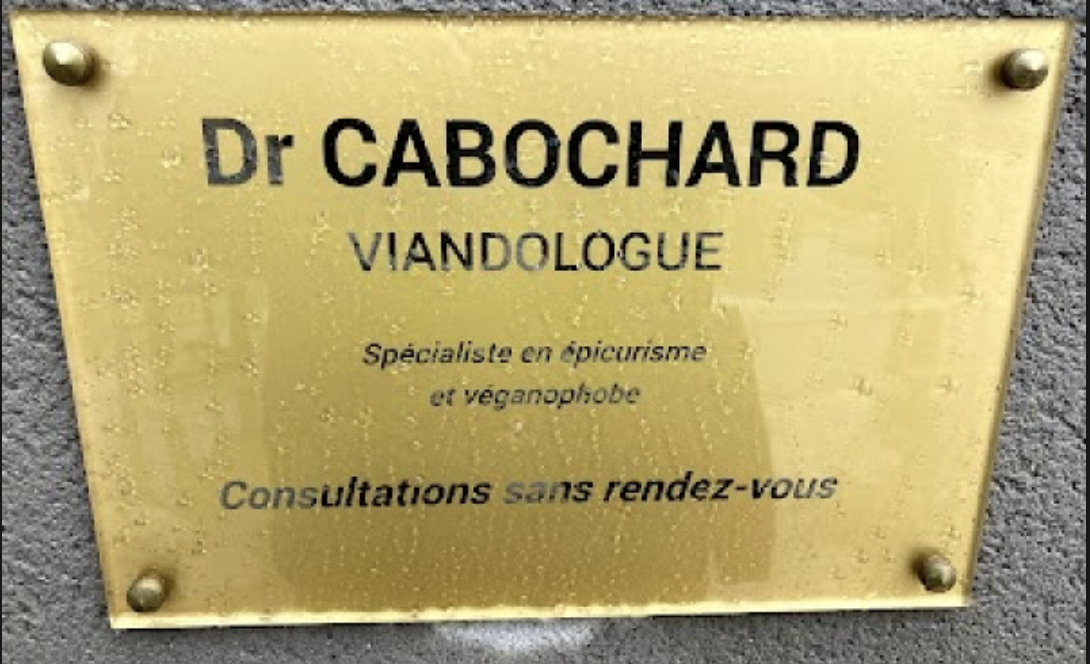 Dr CABOCHARD
VIANDOLOGUE
Spécialiste en épicurisme
et véganophobe
Consultations sans rendez-vous